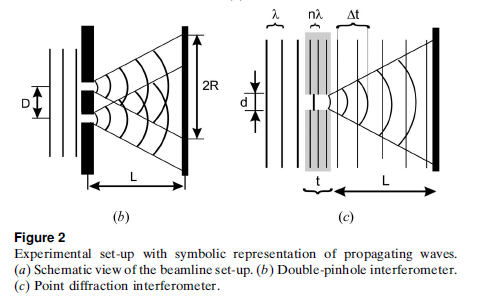 λ nλ Δt
D 2R d
L t L
(b) (c)
Figure 2
Experimental set-up with symbolic representation of propagating waves.
(a) Schematic view of the beamline set-up. (b) Double-pinhole interferometer.
(c) Point diffraction interferometer.